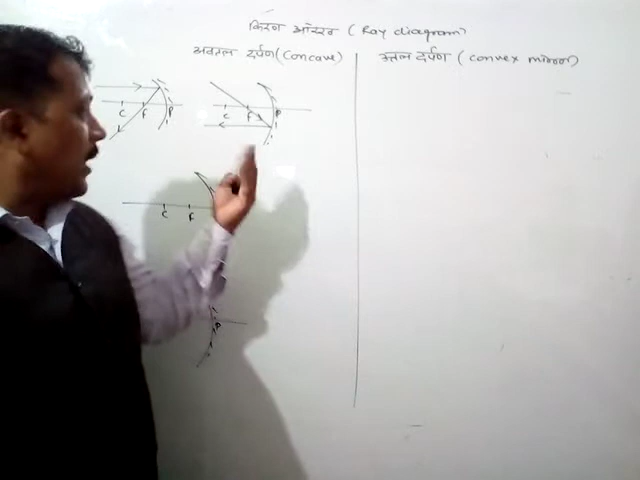 किरण आरेख (Ray diagram)
अवतल दर्पण (Concave)
उत्तल दर्पण (convex mirror)
C F P
C F P
C F
P